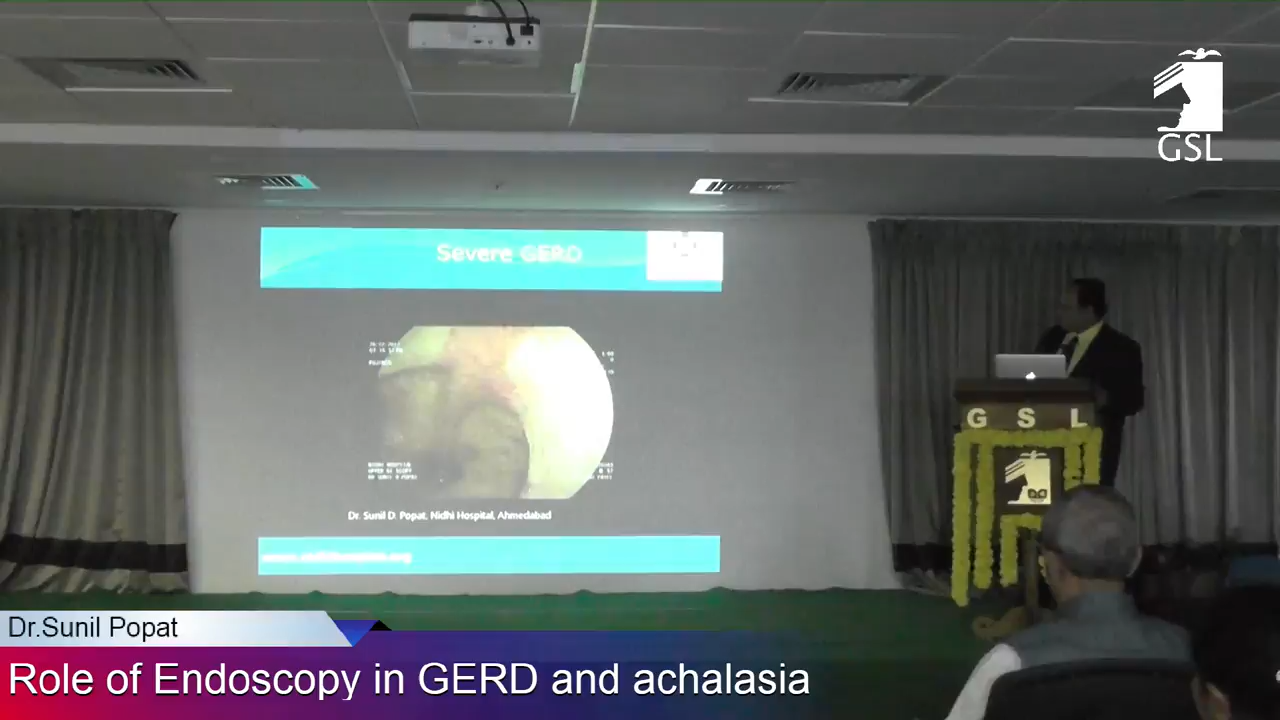 GSL
Severe GERD
Dr. Sunil D. Popat, Nidhi Hospital, Ahmedabad
G S L
Dr.Sunil Popat
Role of Endoscopy in GERD and achalasia